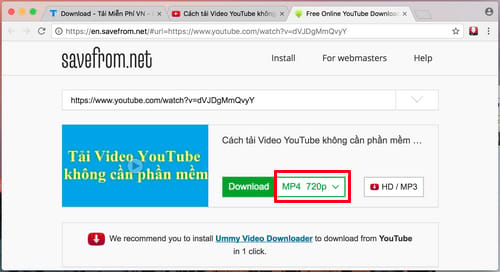 Download - Tải Miễn Phí VN -
Cách tải Video YouTube không
Free Online YouTube Downloade
https://en.savefrom.net/#url=https://www.youtube.com/watch?v=dVJDgMmQvyY
savefrom.net
Install
For webmasters
Help
https://www.youtube.com/watch?v=dVJDgMmQvyY
Tải Video YouTube
không cần phần mềm
Cách tải Video YouTube không cần phần mềm ...
Download
MP4 720p
HD / MP3
We recommend you to install Ummy Video Downloader to download from YouTube
in 1 click.